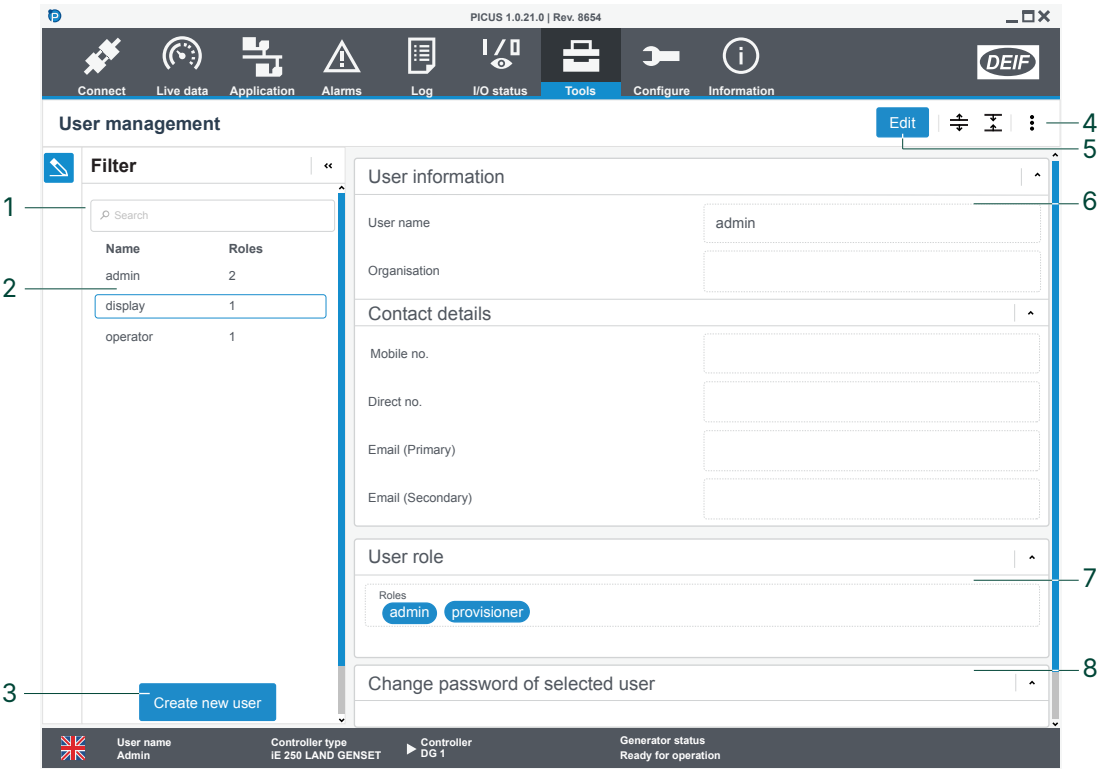 PICUS 1.0.21.0 | Rev. 8654
Connect Live data Application Alarms Log I/O status Tools Configure Information DEIF
User management Edit 4
5
Filter «
User information
1 Search
User name admin 6
Name Roles
admin 2
2
Organisation
display 1
Contact details
operator 1
Mobile no.
Direct no.
Email (Primary)
Email (Secondary)
User role
7
Roles
admin provisioner
8
Change password of selected user
3 Create new user
User name Controller type Controller Generator status
Admin iE 250 LAND GENSET DG 1 Ready for operation